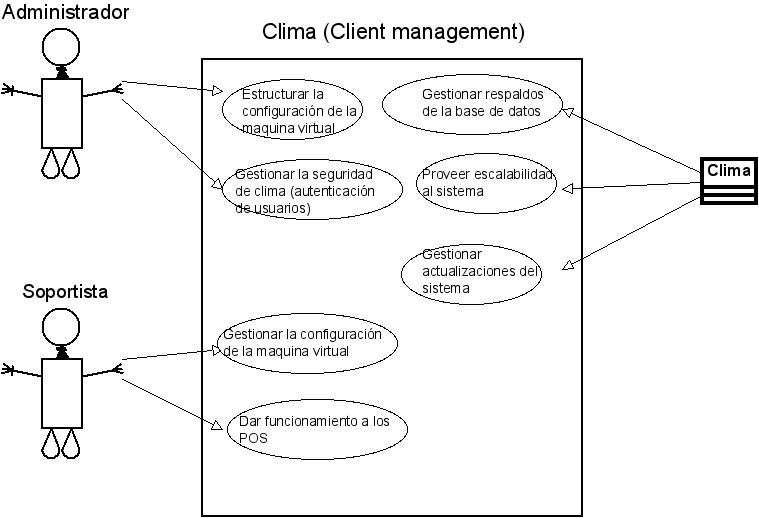 Administrador
Clima (Client management)
Estructurar la
configuración de la
maquina virtual
Gestionar respaldos
de la base de datos
Gestionar la seguridad
de clima (autenticación
de usuarios)
Proveer escalabilidad
al sistema
Clima
Gestionar
actualizaciones del
sistema
Soportista
Gestionar la configuración
de la maquina virtual
Dar funcionamiento a los
POS